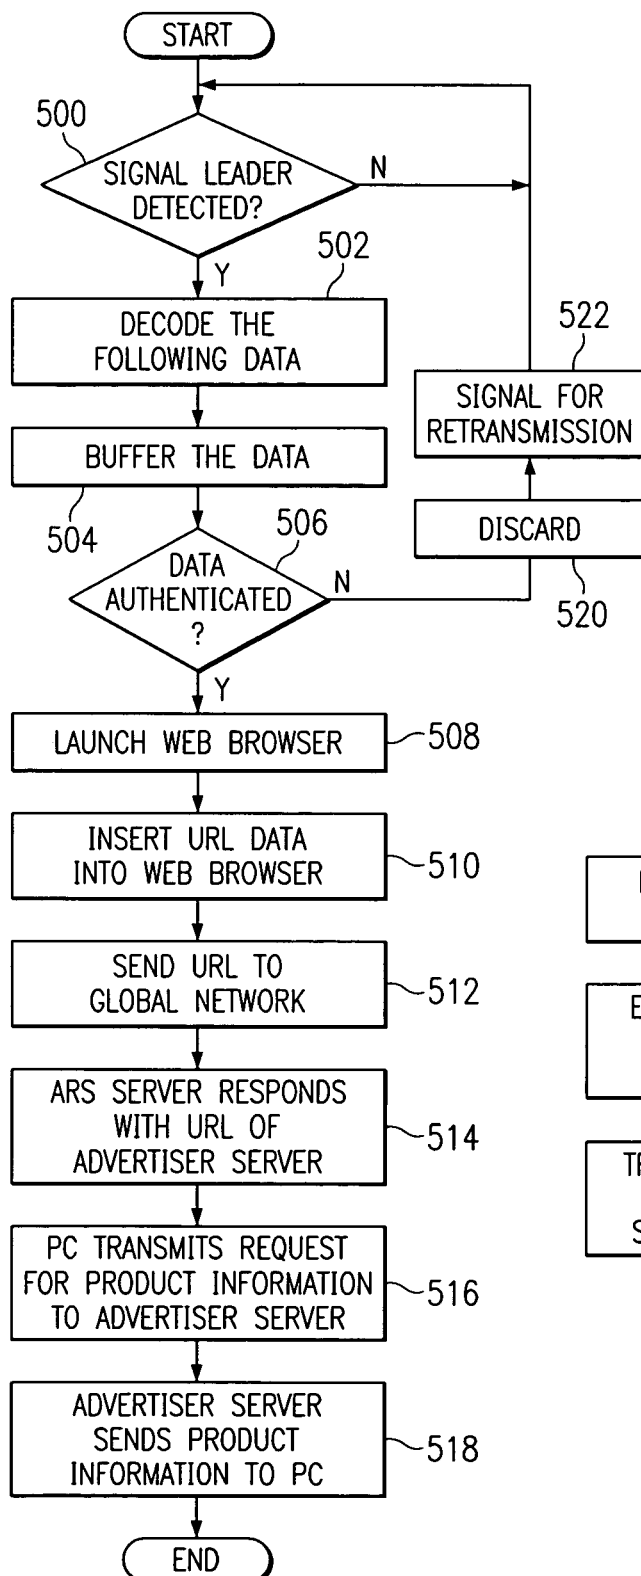 START
500
SIGNAL LEADER
DETECTED?
N
Y
502
DECODE THE
FOLLOWING DATA
522
SIGNAL FOR
RETRANSMISSION
BUFFER THE DATA
504
506
DISCARD
520
DATA
AUTHENTICATED
?
N
Y
LAUNCH WEB BROWSER
508
INSERT URL DATA
INTO WEB BROWSER
510
SEND URL TO
GLOBAL NETWORK
512
ARS SERVER RESPONDS
WITH URL OF
ADVERTISER SERVER
514
PC TRANSMITS REQUEST
FOR PRODUCT INFORMATION
TO ADVERTISER SERVER
516
ADVERTISER SERVER
SENDS PRODUCT
INFORMATION TO PC
518
END